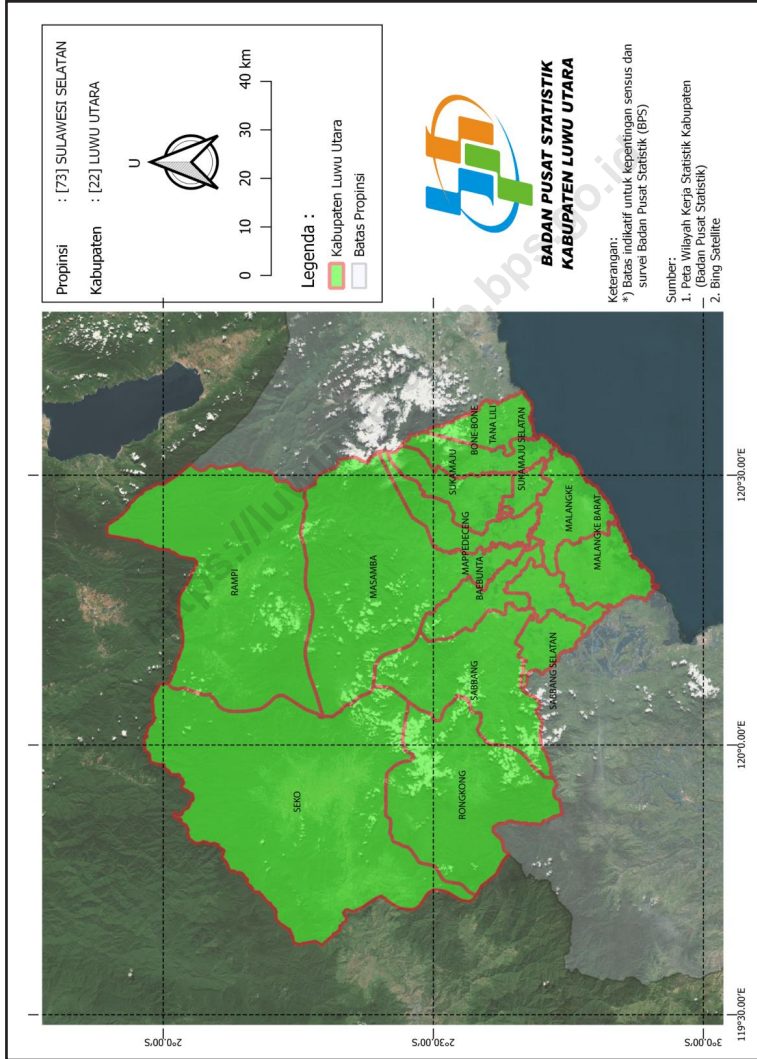 Propinsi : [73] SULAWESI SELATAN
Kabupaten : [22] LUWU UTARA
U
0 10 20 30 40 km
Legenda :
Kabupaten Luwu Utara
Batas Propinsi
BADAN PUSAT STATISTIK
KABUPATEN LUWU UTARA
Keterangan:
*) Batas indikatif untuk kepentingan sensus dan
survei Badan Pusat Statistik (BPS)
Sumber:
1. Peta Wilayah Kerja Statistik Kabupaten
(Badan Pusat Statistik)
2. Bing Satellite
RAMPI
SEKO
MASAMBA
RONGKONG
SABBANG
BAEBUNTA
MAPPEDECENG
SUKAMAJU
BONE-BONE
TANA LILI
SUKAMAJU SELATAN
MALANGKE
MALANGKE BARAT
SABBANG SELATAN
119°30.00'E
120°0.00'E
120°30.00'E
2°0.00'S
2°30.00'S
3°0.00'S